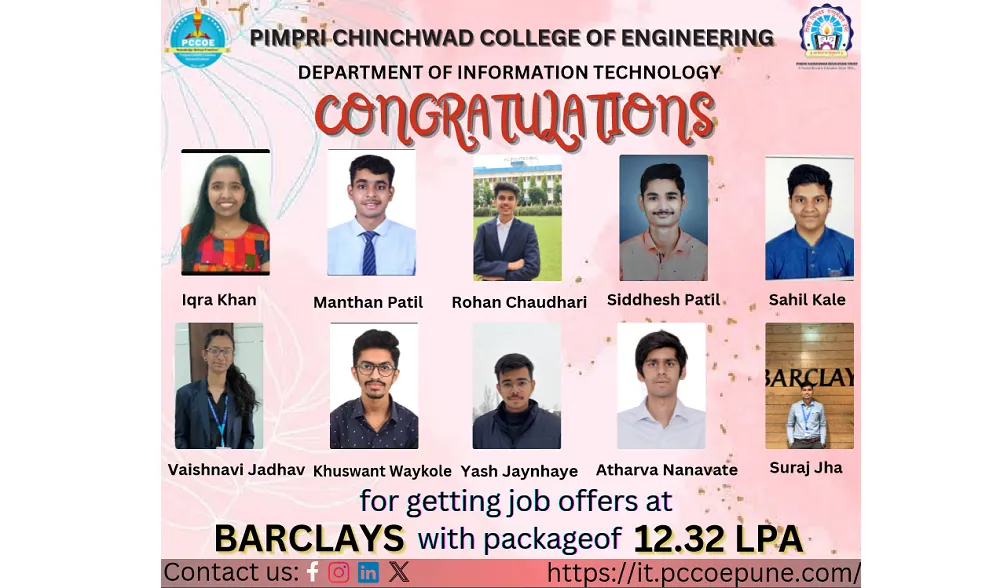 PCCOE
PIMPRI CHINCHWAD COLLEGE OF ENGINEERING
DEPARTMENT OF INFORMATION TECHNOLOGY
CONGRATULATIONS
Iqra Khan
Manthan Patil
Rohan Chaudhari
Siddhesh Patil
Sahil Kale
BARCLAY
Vaishnavi Jadhav
Khuswant Waykole
Yash Jaynhaye
Atharva Nanavate
Suraj Jha
for getting job offers at
BARCLAYS with packageof 12.32 LPA
Contact us:
https://it.pccoepune.com/